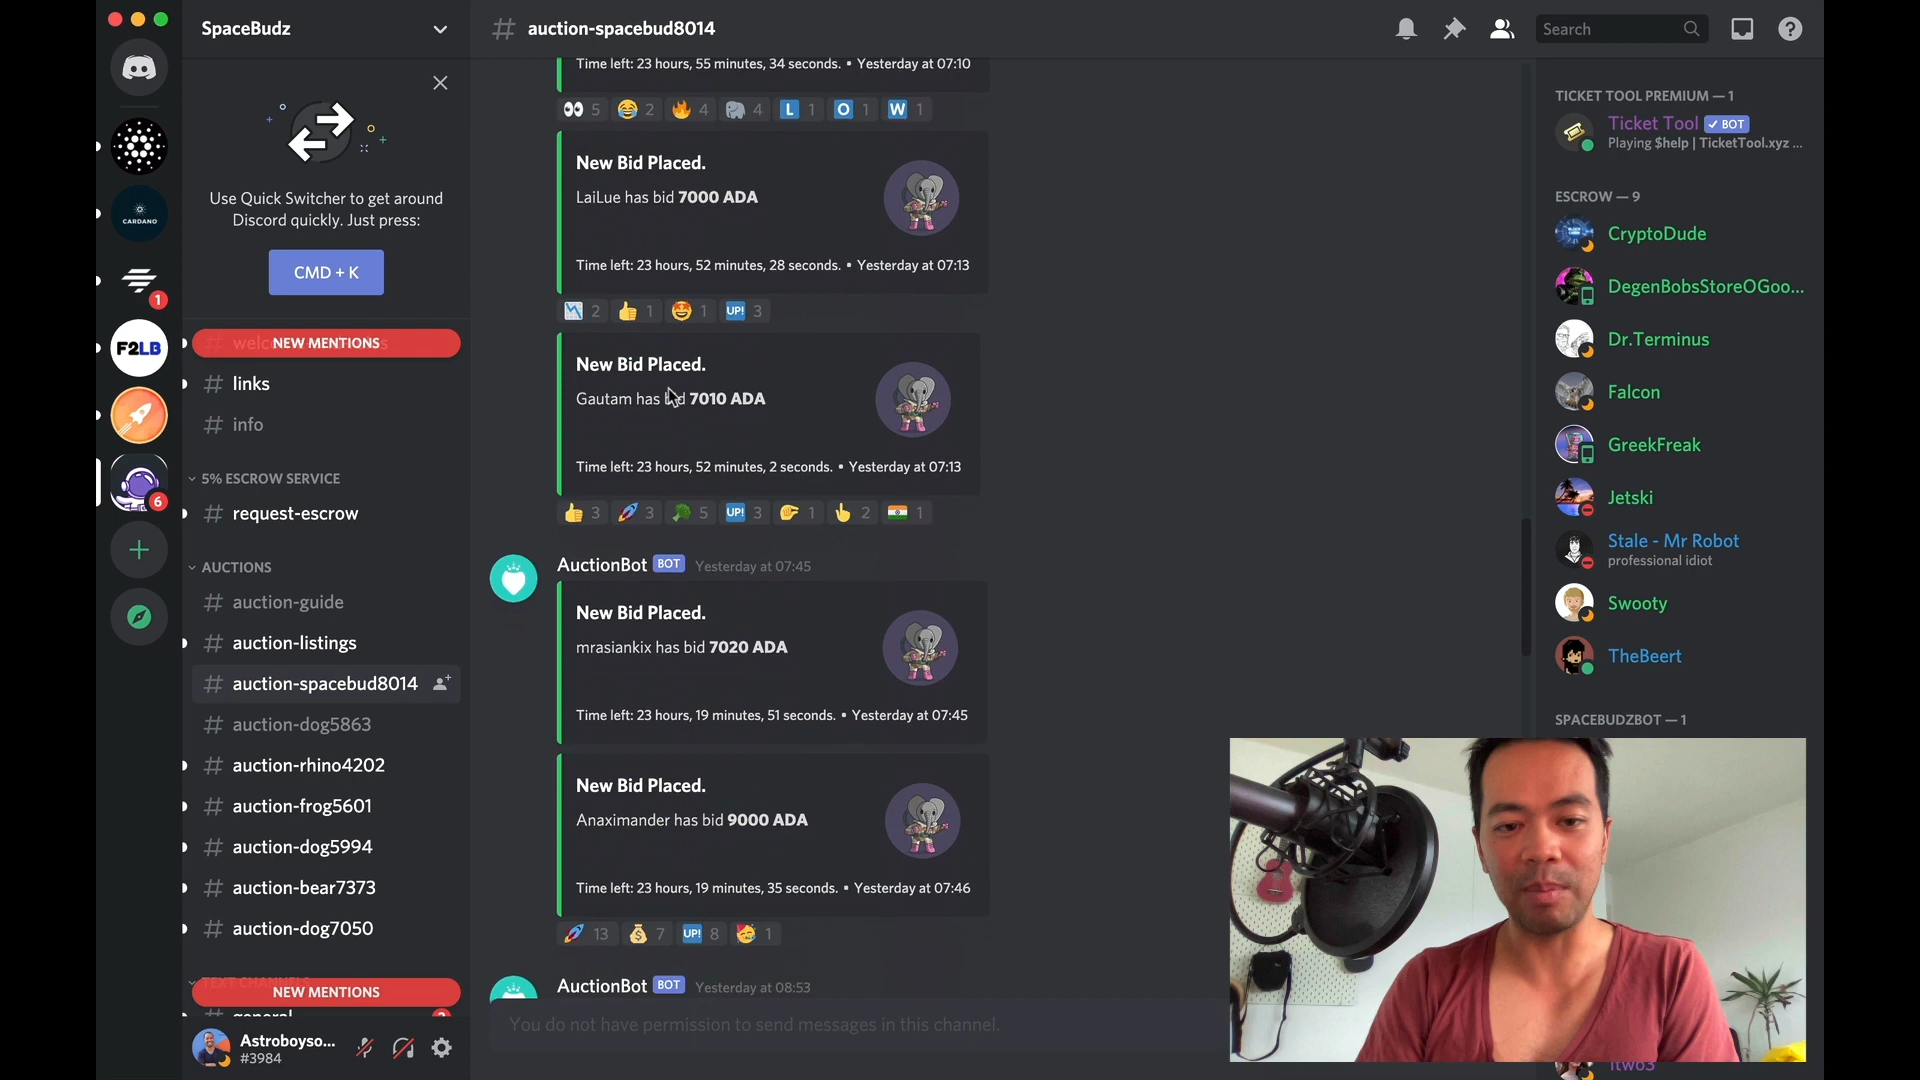 SpaceBudz
auction-spacebud8014
Search
Use Quick Switcher to get around
Discord quickly. Just press:
CMD + K
NEW MENTIONS
links
info
5% ESCROW SERVICE
request-escrow
AUCTIONS
auction-guide
auction-listings
auction-spacebud8014
auction-dog5863
auction-rhino4202
auction-frog5601
auction-dog5994
auction-bear7373
auction-dog7050
TEXT CHANNELS
NEW MENTIONS
general
Astroboyso...
#3984
CARDANO
1
F2LB
6
Time left: 23 hours, 55 minutes, 34 seconds. • Yesterday at 07:10
5 2 4 4 L 1 O 1 W 1
New Bid Placed.
LaiLue has bid 7000 ADA
Time left: 23 hours, 52 minutes, 28 seconds. • Yesterday at 07:13
2 1 1 UP! 3
New Bid Placed.
Gautam has bid 7010 ADA
Time left: 23 hours, 52 minutes, 2 seconds. • Yesterday at 07:13
3 3 5 UP! 3 1 2 1
AuctionBot BOT Yesterday at 07:45
New Bid Placed.
mrasiankix has bid 7020 ADA
Time left: 23 hours, 19 minutes, 51 seconds. • Yesterday at 07:45
New Bid Placed.
Anaximander has bid 9000 ADA
Time left: 23 hours, 19 minutes, 35 seconds. • Yesterday at 07:46
13 7 UP! 8 1
AuctionBot BOT Yesterday at 08:53
You do not have permission to send messages in this channel.
TICKET TOOL PREMIUM — 1
Ticket Tool BOT
Playing $help | TicketTool.xyz ...
ESCROW — 9
CryptoDude
DegenBobsStoreOGoo...
Dr.Terminus
Falcon
GreekFreak
Jetski
Stale - Mr Robot
professional idiot
Swooty
TheBeert
SPACEBUDZBOT — 1